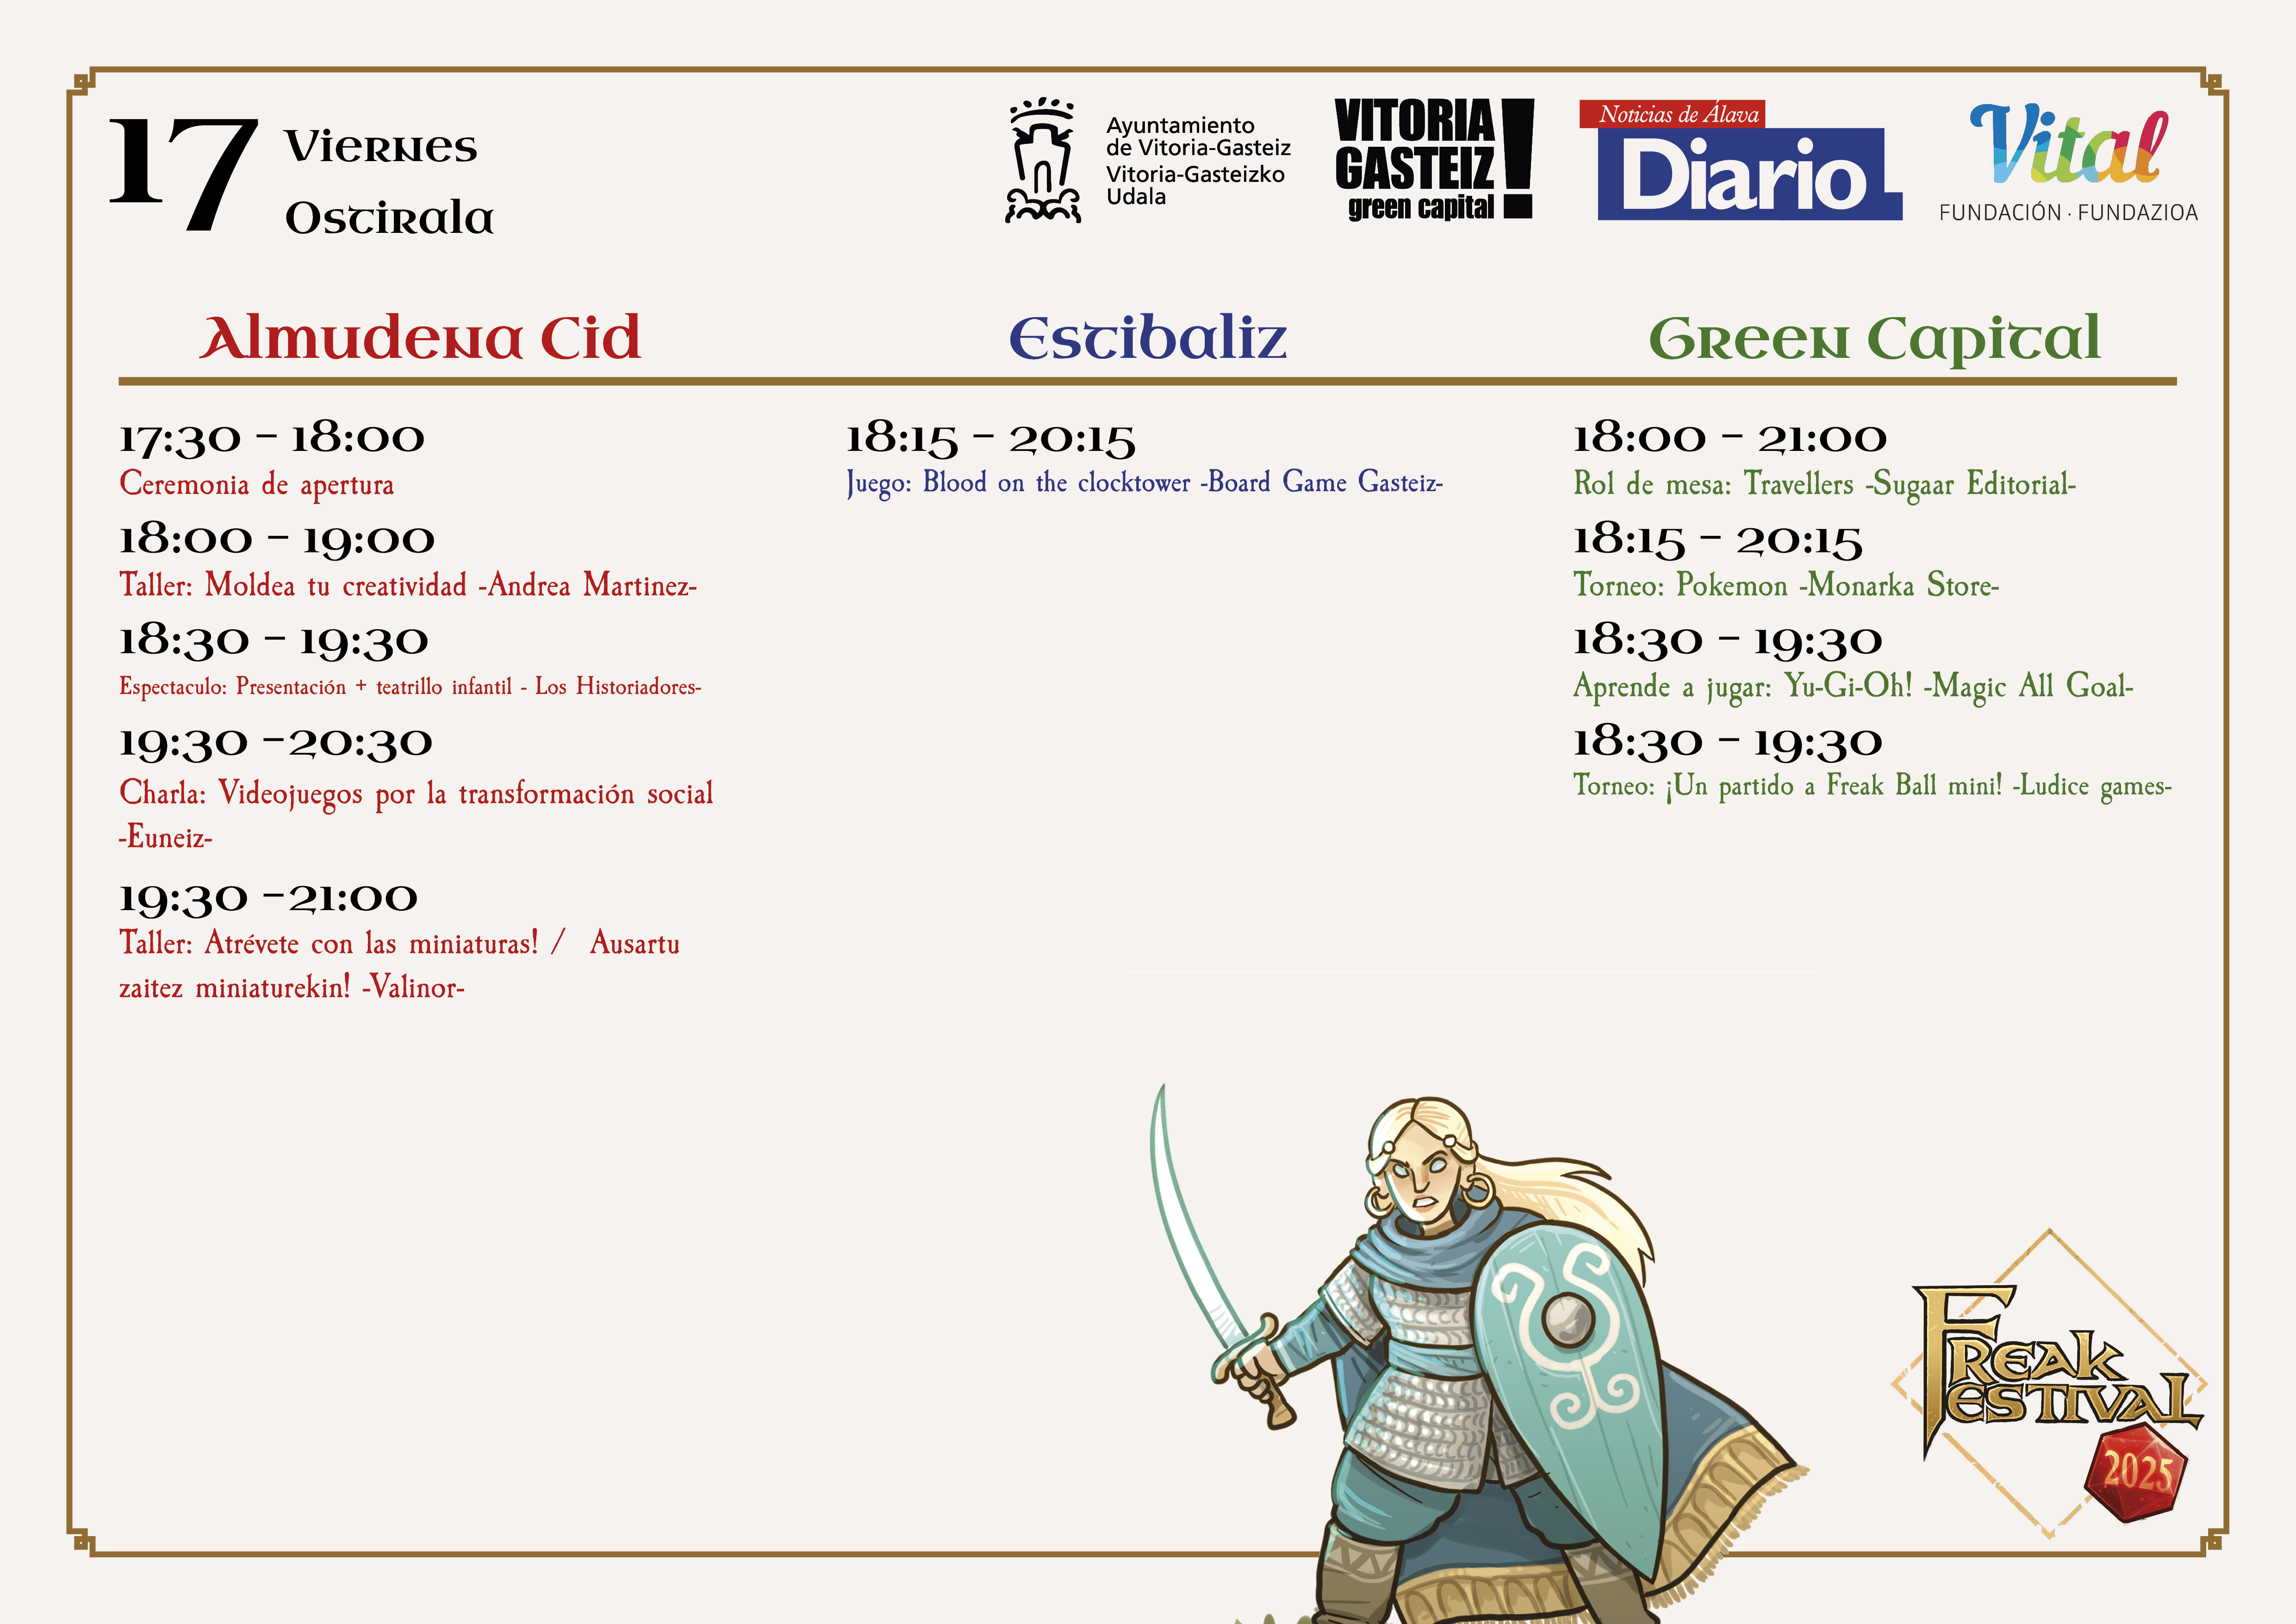 17
Viernes
Ostirala
Ayuntamiento
de Vitoria-Gasteiz
Vitoria-Gasteizko
Udala
VITORIA
GASTEIZ!
green capital
Noticias de Álava
Diario
Vital
FUNDACIÓN · FUNDAZIOA
Almudena Cid
17:30 - 18:00
Ceremonia de apertura
18:00 - 19:00
Taller: Moldea tu creatividad -Andrea Martinez-
18:30 - 19:30
Espectaculo: Presentación + teatrillo infantil - Los Historiadores-
19:30 -20:30
Charla: Videojuegos por la transformación social
-Euneiz-
19:30 -21:00
Taller: Atrévete con las miniaturas! / Ausartu
zaitez miniaturekin! -Valinor-
Estibaliz
18:15 - 20:15
Juego: Blood on the clocktower -Board Game Gasteiz-
Green Capital
18:00 - 21:00
Rol de mesa: Travellers -Sugaar Editorial-
18:15 - 20:15
Torneo: Pokemon -Monarka Store-
18:30 - 19:30
Aprende a jugar: Yu-Gi-Oh! -Magic All Goal-
18:30 - 19:30
Torneo: ¡Un partido a Freak Ball mini! -Ludice games-
Freak
Festival
2025